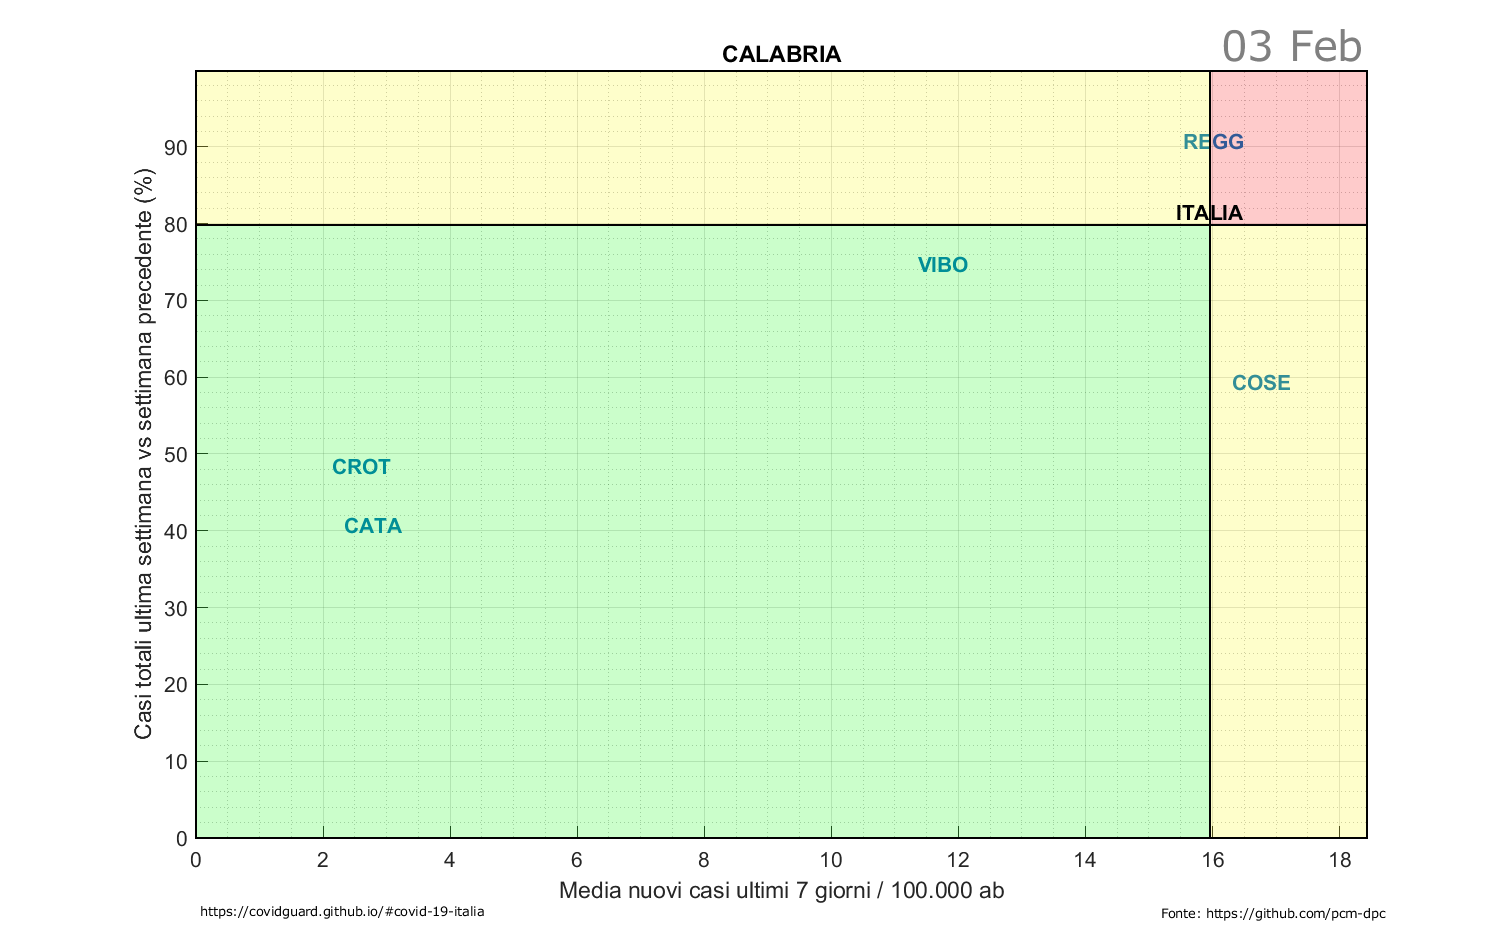 CALABRIA
03 Feb
Casi totali ultima settimana vs settimana precedente (%)
90
80
70
60
50
40
30
20
10
0
REGG
ITALIA
VIBO
COSE
CROT
CATA
0 2 4 6 8 10 12 14 16 18
Media nuovi casi ultimi 7 giorni / 100.000 ab
https://covidguard.github.io/#covid-19-italia
Fonte: https://github.com/pcm-dpc